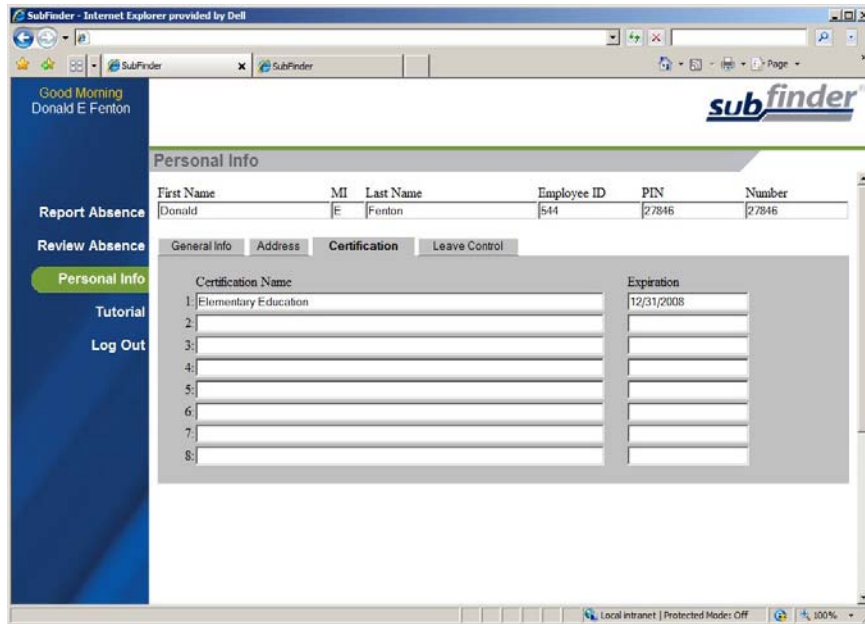 SubFinder - Internet Explorer provided by Dell
SubFinder
SubFinder
Page
Good Morning
Donald E Fenton
subfinder
Personal Info
First Name MI Last Name Employee ID PIN Number
Donald E Fenton 544 27846 27846
Report Absence
Review Absence
Personal Info
Tutorial
Log Out
General Info Address Certification Leave Control
Certification Name Expiration
1: Elementary Education 12/31/2008
2:
3:
4:
5:
6:
7:
8:
Local intranet | Protected Mode: Off 100%